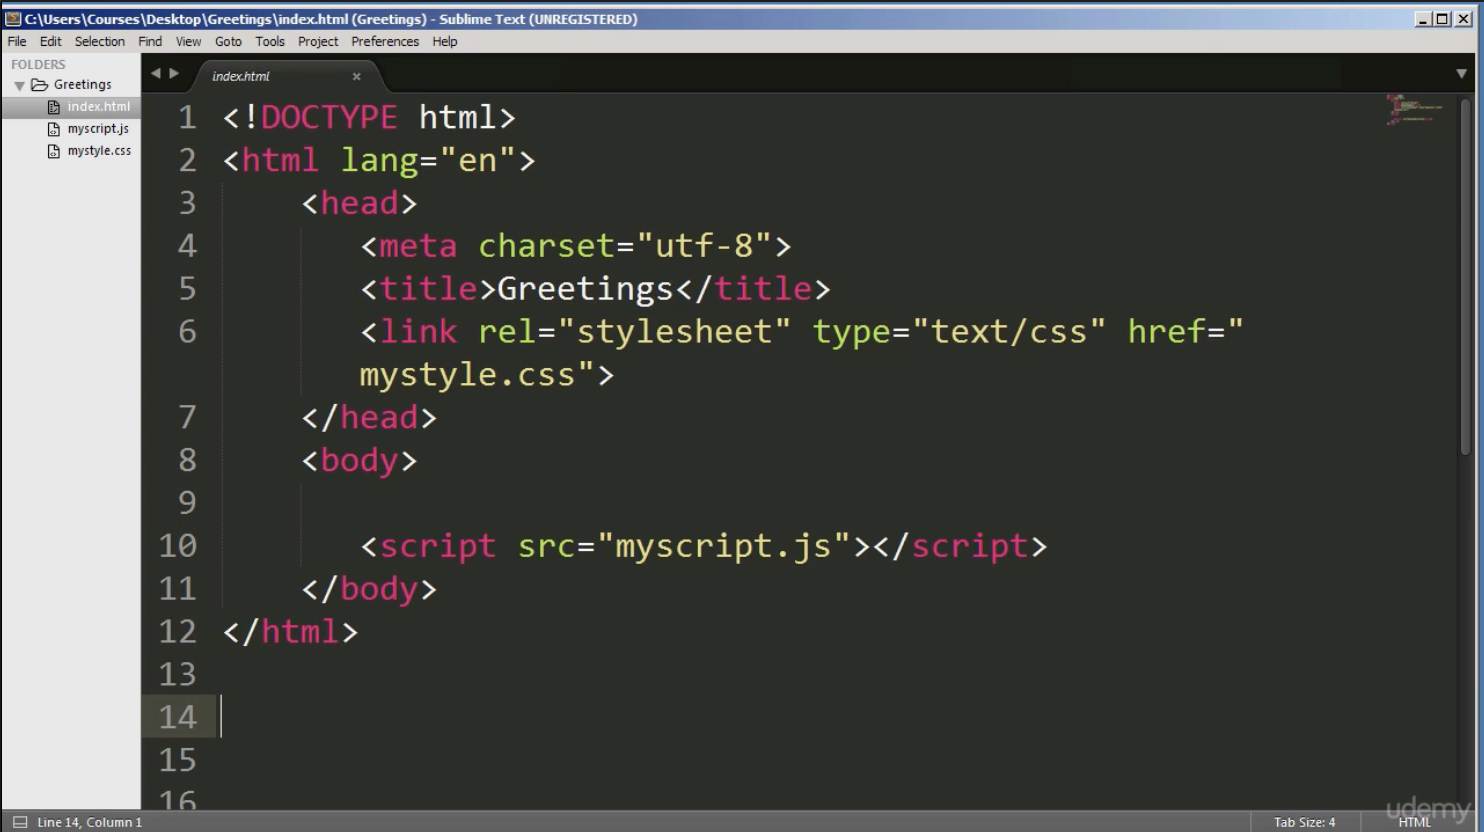 C:\Users\Courses\Desktop\Greetings\index.html (Greetings) - Sublime Text (UNREGISTERED)
File Edit Selection Find View Goto Tools Project Preferences Help
FOLDERS
Greetings
index.html
myscript.js
mystyle.css
index.html
1 <!DOCTYPE html>
2 <html lang="en">
3 <head>
4 <meta charset="utf-8">
5 <title>Greetings</title>
6 <link rel="stylesheet" type="text/css" href="
mystyle.css">
7 </head>
8 <body>
9
10 <script src="myscript.js"></script>
11 </body>
12 </html>
13
14
15
16
udemy
Line 14, Column 1 Tab Size: 4 HTML